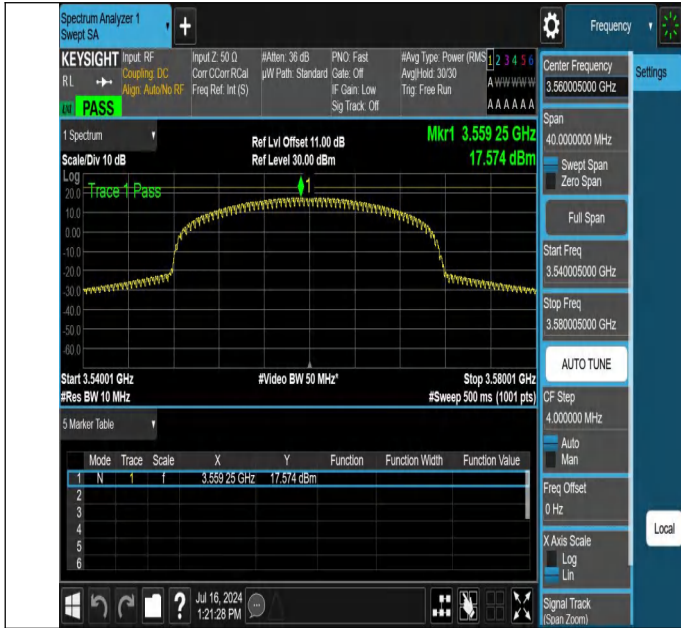 Spectrum Analyzer 1
Swept SA
+
Frequency
KEYSIGHT
RL
PASS
Input: RF
Coupling: DC
Align: Auto/No RF
Input Z: 50 Ω
Corr CCorr RCal
Freq Ref: Int (S)
#Atten: 36 dB
µW Path: Standard
PNO: Fast
Gate: Off
IF Gain: Low
Sig Track: Off
#Avg Type: Power (RMS
Avg|Hold: 30/30
Trig: Free Run
1 2 3 4 5 6
A W W W W W
A A A A A A
1 Spectrum
Scale/Div 10 dB
Ref Lvl Offset 11.00 dB
Ref Level 30.00 dBm
Mkr1 3.559 25 GHz
17.574 dBm
Log
Trace 1 Pass
1
20.0
10.0
0.00
-10.0
-20.0
-30.0
-40.0
-50.0
-60.0
Start 3.54001 GHz
#Res BW 10 MHz
#Video BW 50 MHz*
Stop 3.58001 GHz
#Sweep 500 ms (1001 pts)
5 Marker Table
Mode Trace Scale X Y Function Function Width Function Value
1 N 1 f 3.559 25 GHz 17.574 dBm
2
3
4
5
6
?
Jul 16, 2024
1:21:28 PM
Center Frequency
3.560005000 GHz
Settings
Span
40.0000000 MHz
Swept Span
Zero Span
Full Span
Start Freq
3.540005000 GHz
Stop Freq
3.580005000 GHz
AUTO TUNE
CF Step
4.000000 MHz
Auto
Man
Freq Offset
0 Hz
Local
X Axis Scale
Log
Lin
Signal Track
(Span Zoom)